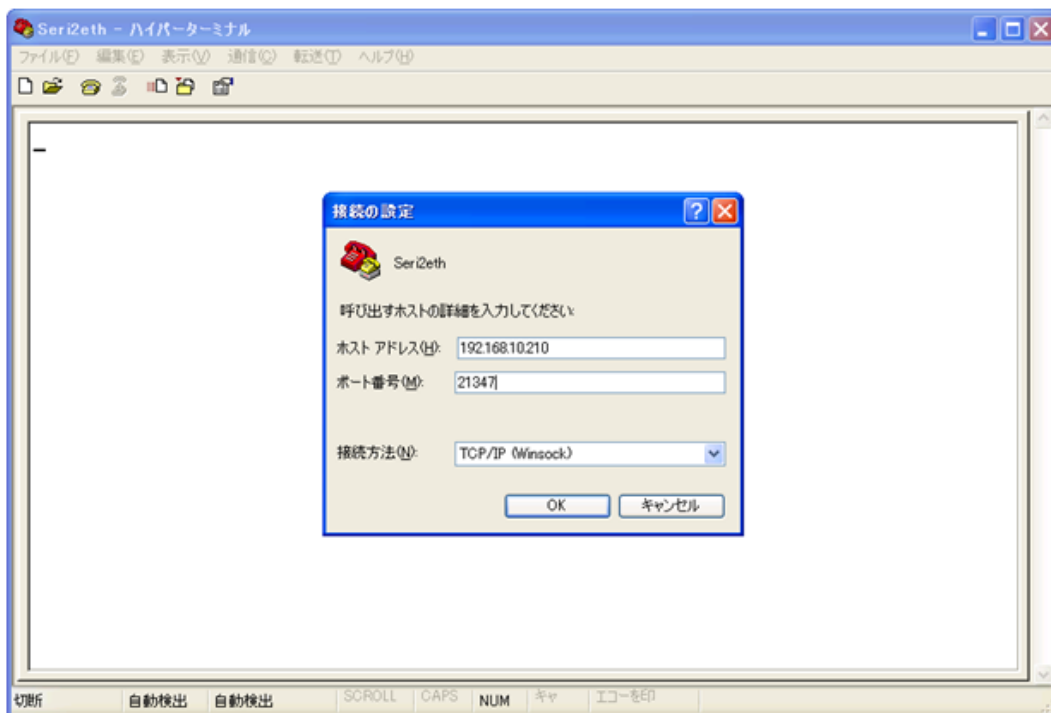 Seri2eth - ハイパーターミナル
ファイル(F) 編集(E) 表示(V) 通信(C) 転送(T) ヘルプ(H)
接続の設定
Seri2eth
呼び出すホストの詳細を入力してください:
ホスト アドレス(H): 192.168.10.210
ポート番号(M): 21347
接続方法(N): TCP/IP (Winsock)
OK キャンセル
切断 自動検出 自動検出 SCROLL CAPS NUM キャ エコーを印